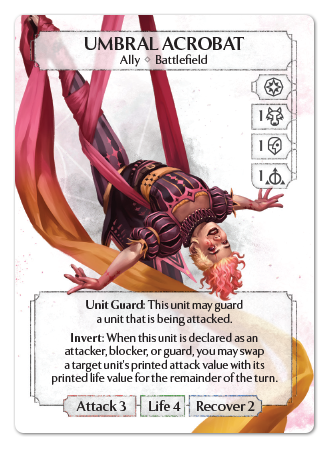 UMBRAL ACROBAT
Ally ◇ Battlefield
1
1
1
Unit Guard: This unit may guard
a unit that is being attacked.
Invert: When this unit is declared as an
attacker, blocker, or guard, you may swap
a target unit's printed attack value with its
printed life value for the remainder of the turn.
Attack 3 Life 4 Recover 2